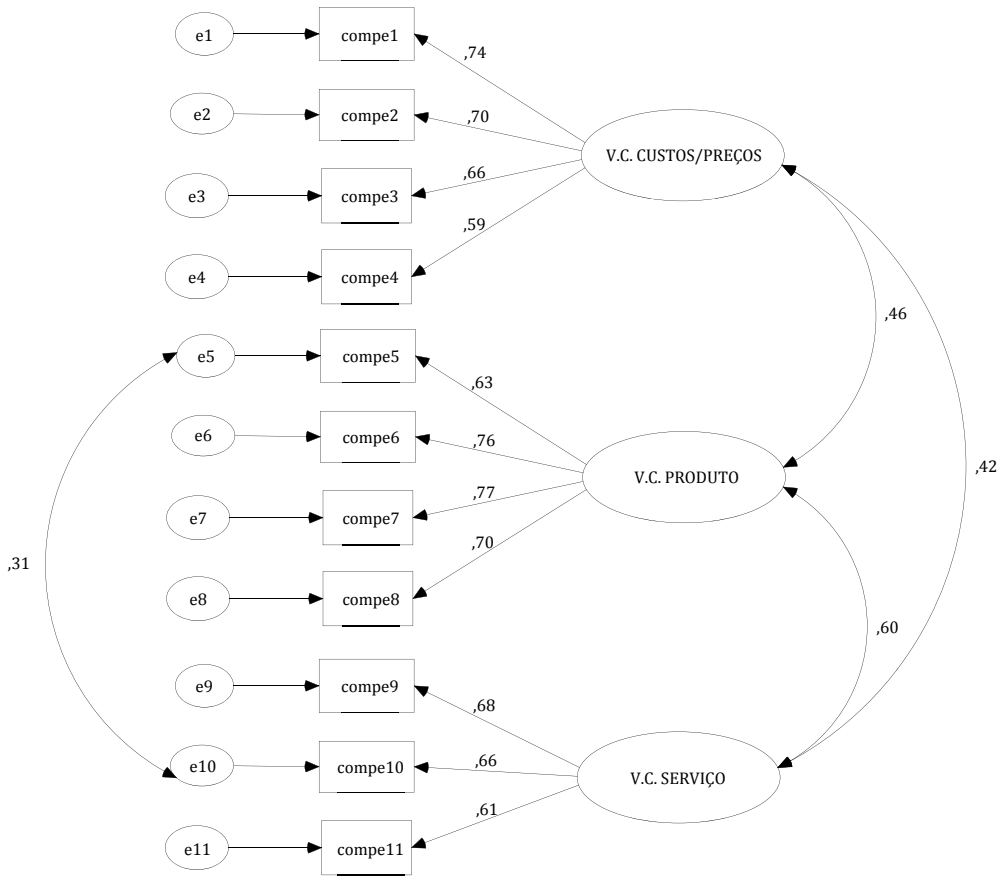 e1 compe1
,74
e2 compe2 ,70
V.C. CUSTOS/PREÇOS
e3 compe3 ,66
,59
e4 compe4
,46
e5 compe5
,63
e6 compe6 ,76
,42
V.C. PRODUTO
e7 compe7 ,77
,70
,31
e8 compe8
,60
e9 compe9
,68
e10 compe10 ,66
V.C. SERVIÇO
,61
e11 compe11